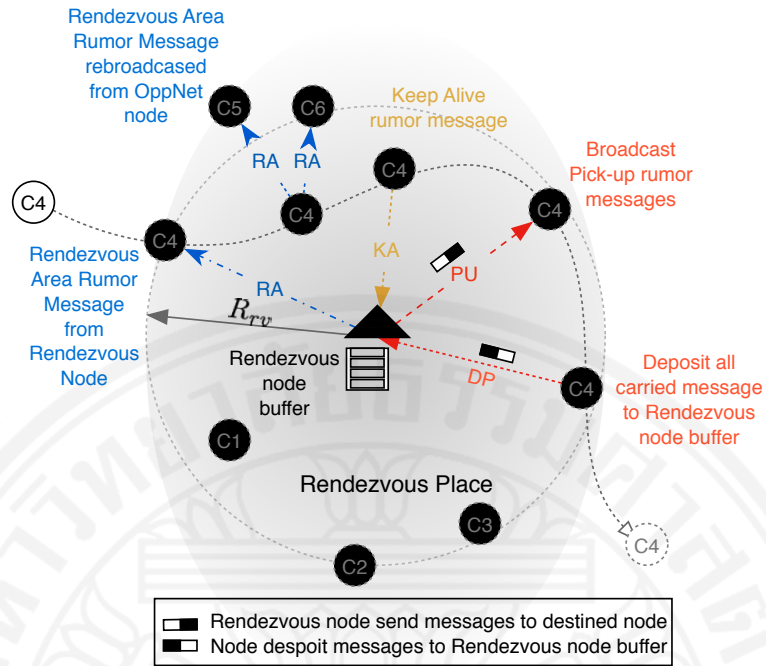 Rendezvous Area
Rumor Message
rebroadcased
from OppNet
node
C5
C6
Keep Alive
rumor message
Broadcast
Pick-up rumor
messages
RA
RA
C4
C4
C4
C4
C4
Rendezvous
Area Rumor
Message
from
Rendezvous
Node
KA
PU
RA
R_{rv}
Rendezvous
node
buffer
DP
C4
Deposit all
carried message
to Rendezvous
node buffer
C1
Rendezvous Place
C3
C4
C2
Rendezvous node send messages to destined node
Node despoit messages to Rendezvous node buffer